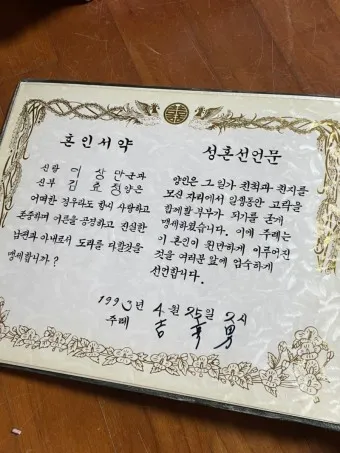 혼인서약
신랑 이상만군과
신부 김효정양은
어떠한 경우라도 항시 사랑하고
존중하며 어른을 공경하고 진실한
남편과 아내로서 도리를 다할것을
맹세합니까?
성혼선언문
양인은 그 일가 친척과 친지를
모신 자리에서 일생동안 고락을
함께할 부부가 되기를 굳게
맹세하였습니다. 이에 주례는
이 혼인이 원만하게 이루어진
것을 여러분 앞에 엄숙하게
선언합니다.
1993년 4월 25일 2시
주례